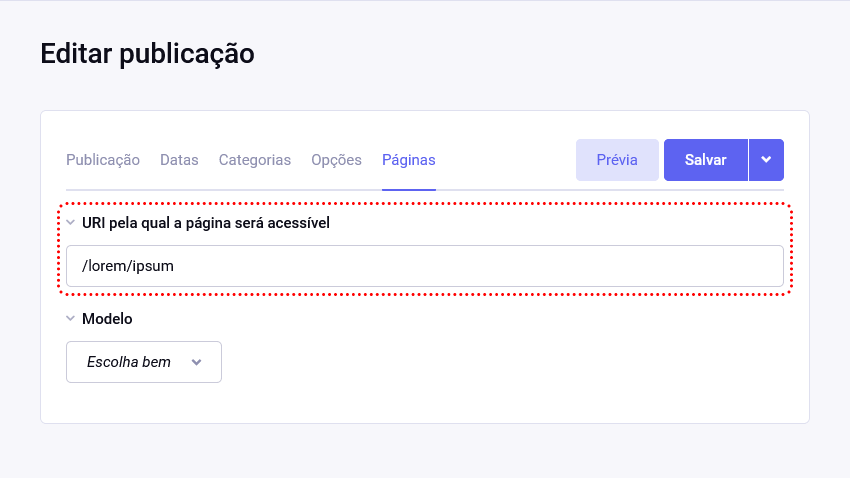 Editar publicação
Publicação Datas Categorias Opções Páginas Prévia Salvar
URI pela qual a página será acessível
/lorem/ipsum
Modelo
Escolha bem